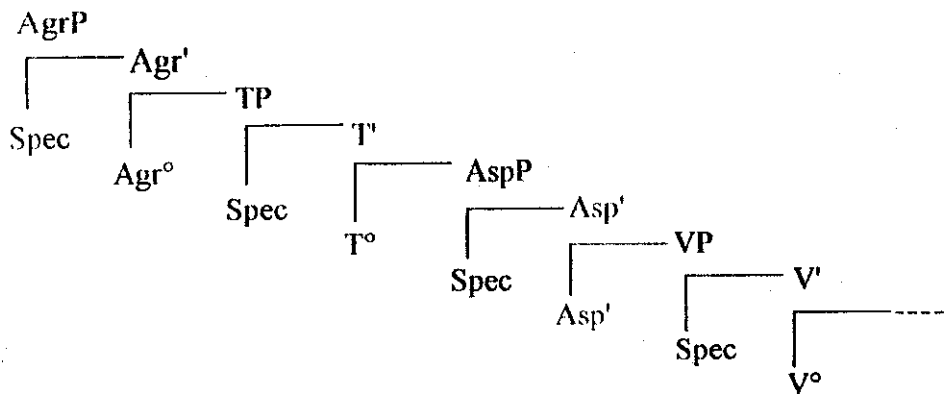 AgrP
Agr'
TP
Spec
T'
Agr°
AspP
Spec
Asp'
T°
VP
Spec
V'
Asp'
Spec
V°